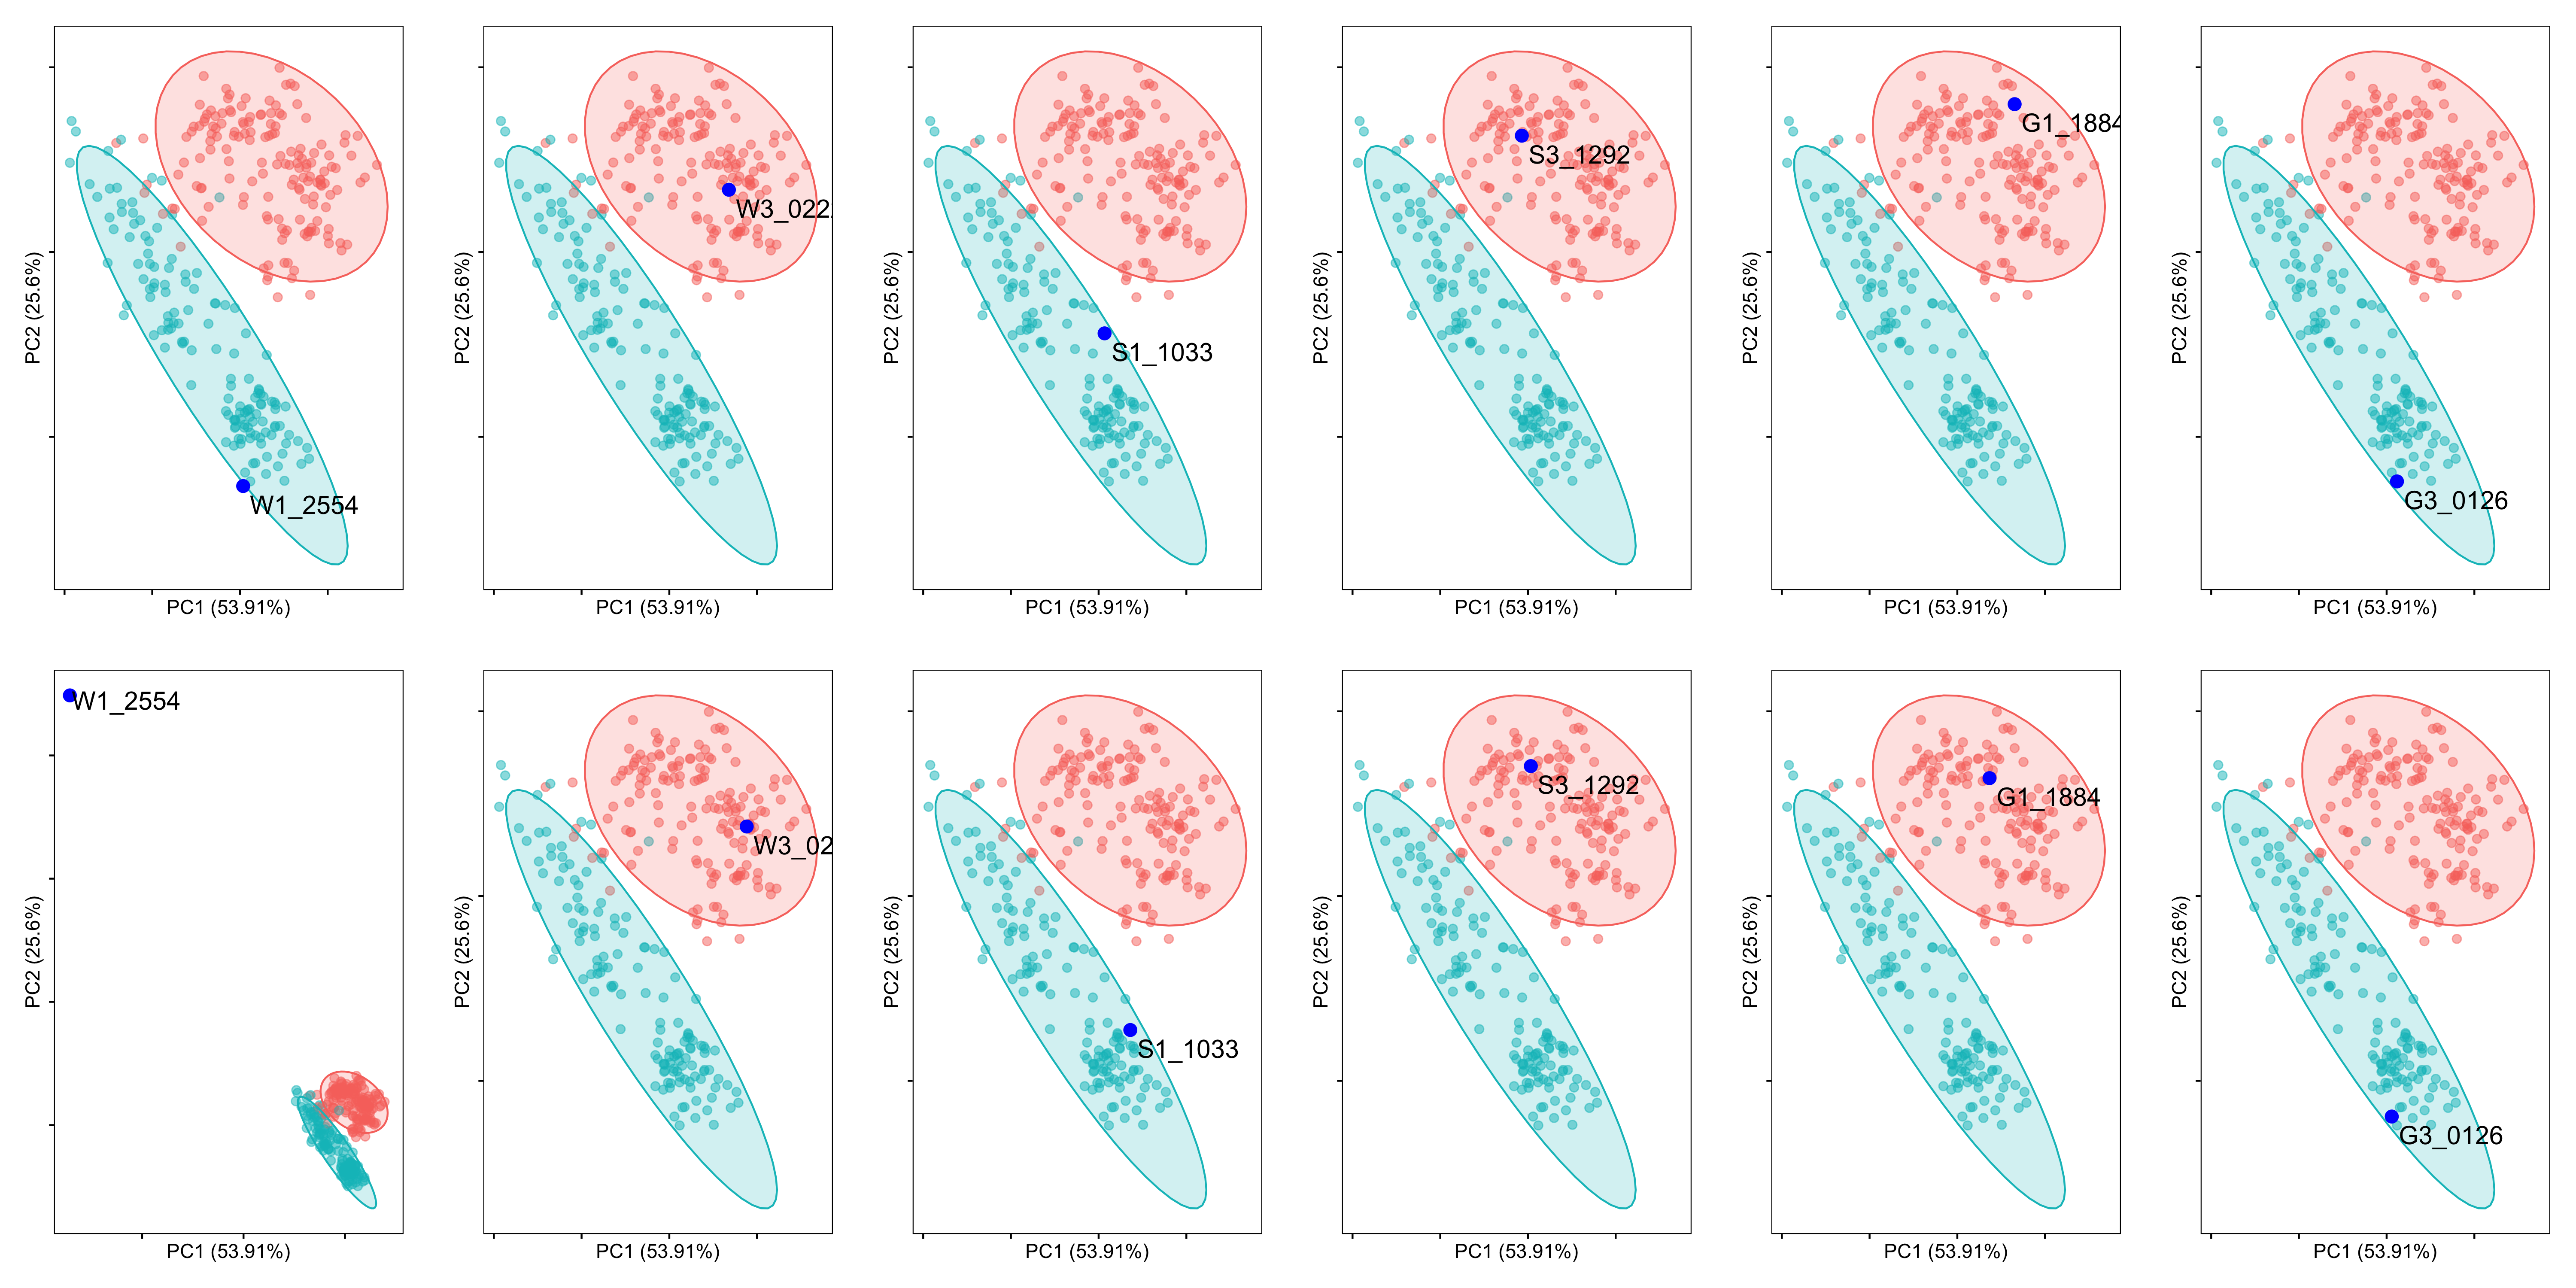 PC2 (25.6%)
W1_2554
PC1 (53.91%)
PC2 (25.6%)
W3_022
PC1 (53.91%)
PC2 (25.6%)
S1_1033
PC1 (53.91%)
PC2 (25.6%)
S3_1292
PC1 (53.91%)
PC2 (25.6%)
G1_1884
PC1 (53.91%)
PC2 (25.6%)
G3_0126
PC1 (53.91%)
W1_2554
PC2 (25.6%)
PC1 (53.91%)
PC2 (25.6%)
W3_02
PC1 (53.91%)
PC2 (25.6%)
S1_1033
PC1 (53.91%)
PC2 (25.6%)
S3_1292
PC1 (53.91%)
PC2 (25.6%)
G1_1884
PC1 (53.91%)
PC2 (25.6%)
G3_0126
PC1 (53.91%)